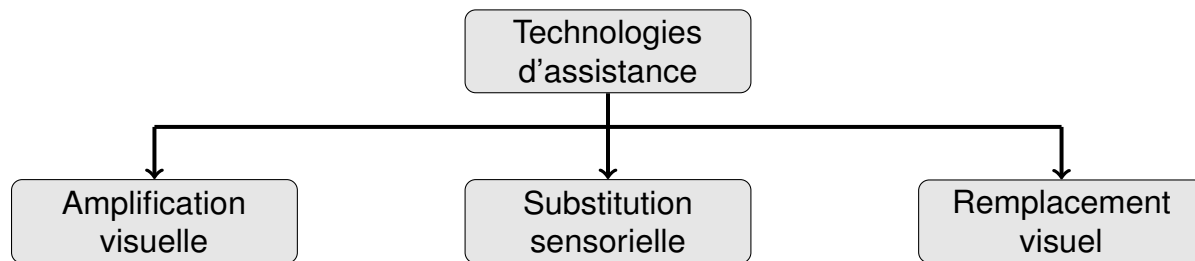 Technologies
d'assistance
Amplification
visuelle
Substitution
sensorielle
Remplacement
visuel